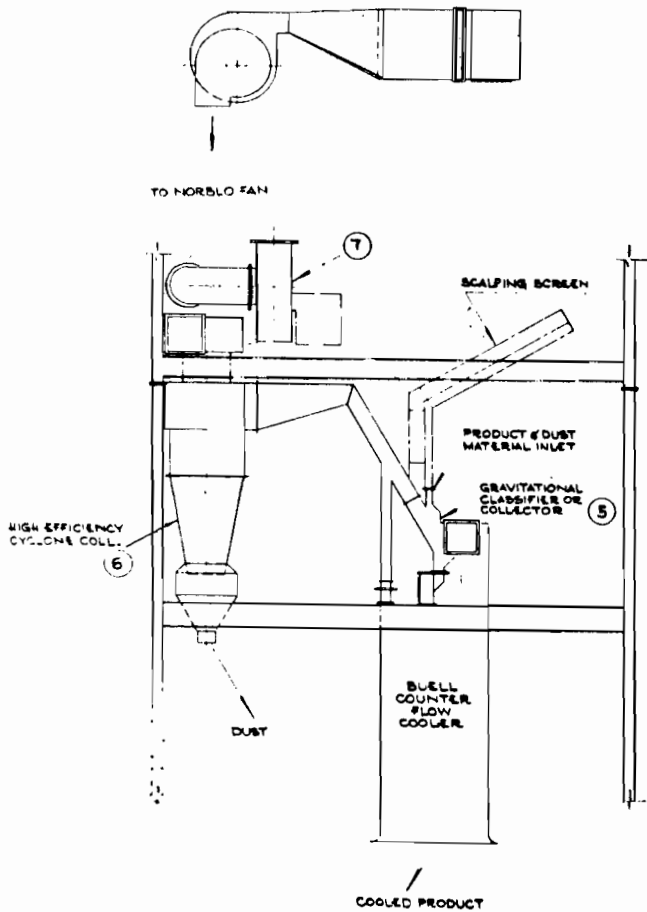 TO NORBLO FAN
7
SCALPING SCREEN
PRODUCT & DUST
MATERIAL INLET
GRAVITATIONAL
CLASSIFIER OR
COLLECTOR
5
HIGH EFFICIENCY
CYCLONE COLL.
6
BUELL
COUNTER
FLOW
COOLER
DUST
COOLED PRODUCT